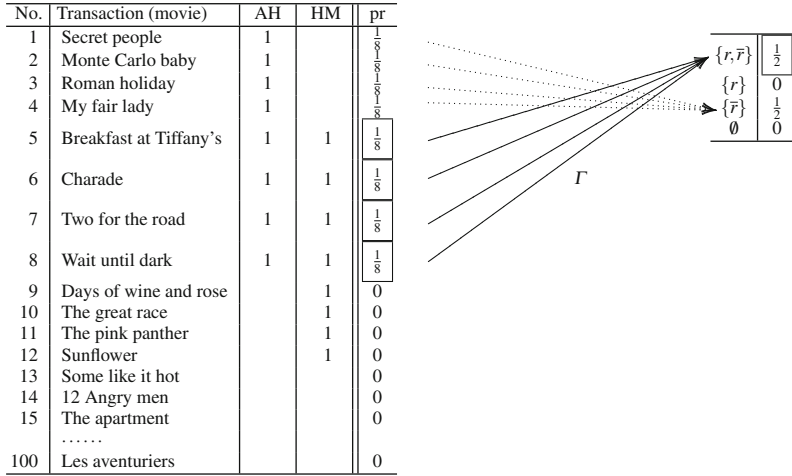 No. Transaction (movie) AH HM pr
1 Secret people 1 1/8
2 Monte Carlo baby 1 1/8
3 Roman holiday 1 1/8
4 My fair lady 1 1/8
5 Breakfast at Tiffany's 1 1 1/8
6 Charade 1 1 1/8
7 Two for the road 1 1 1/8
8 Wait until dark 1 1 1/8
9 Days of wine and rose 1 0
10 The great race 1 0
11 The pink panther 1 0
12 Sunflower 1 0
13 Some like it hot 0
14 12 Angry men 0
15 The apartment 0
......
100 Les aventuriers 0
Γ
{r, r̅} 1/2
{r} 0
{r̅} 1/2
∅ 0